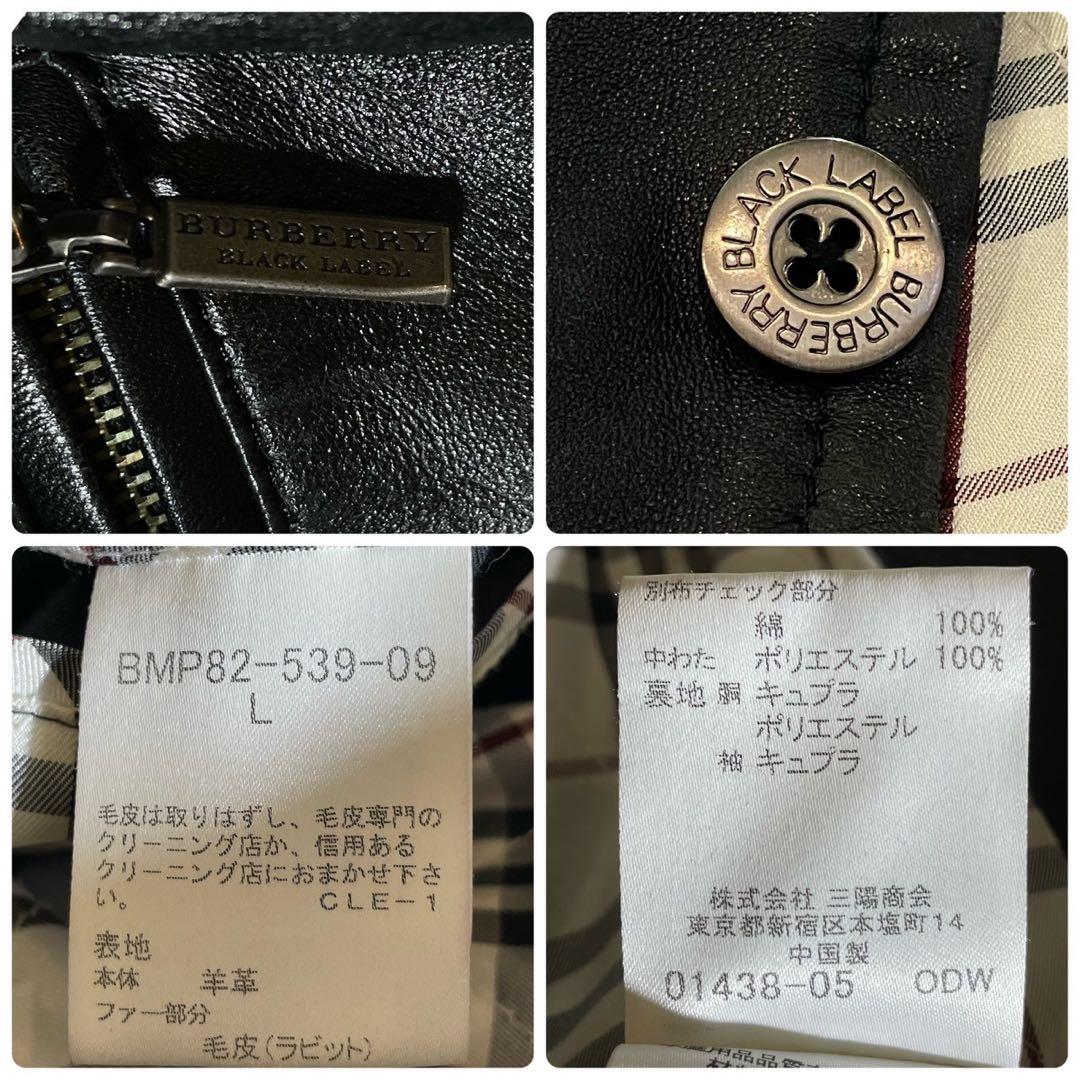 BURBERRY
BLACK LABEL
BLACK LABEL BURBERRY
BMP82-539-09
L
毛皮は取りはずし、毛皮専門の
クリーニング店か、信用ある
クリーニング店におまかせ下さ
い。 CLE-1
表地
本体 羊革
ファー部分
毛皮(ラビット)
別布チェック部分
綿 100%
中わた ポリエステル 100%
裏地 胴 キュプラ
ポリエステル
袖 キュプラ
株式会社 三陽商会
東京都新宿区本塩町14
中国製
01438-05 ODW